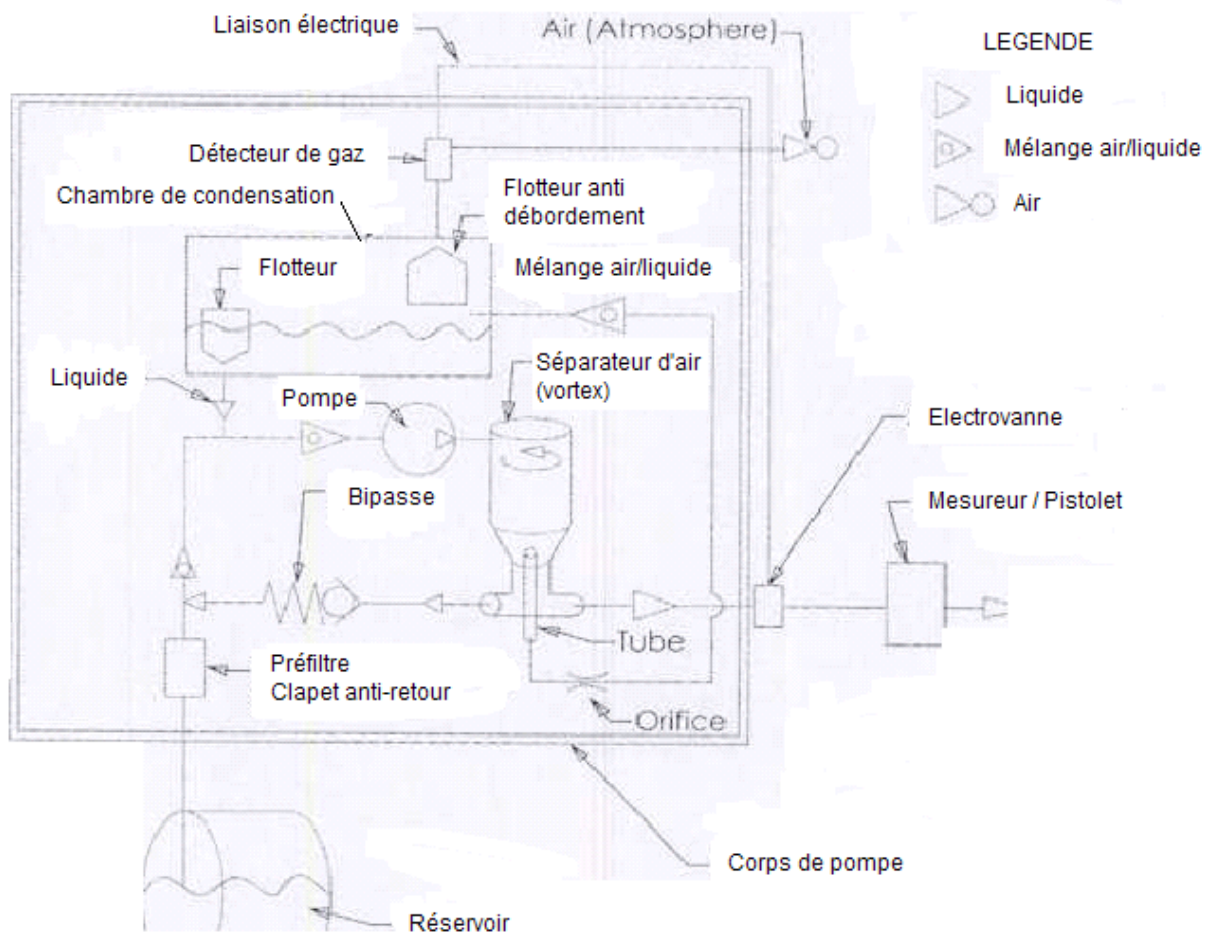 Liaison électrique
Air (Atmosphere)
LEGENDE
Liquide
Mélange air/liquide
Air
Détecteur de gaz
Chambre de condensation
Flotteur anti
débordement
Flotteur
Mélange air/liquide
Liquide
Pompe
Séparateur d'air
(vortex)
Electrovanne
Bipasse
Mesureur / Pistolet
Tube
Préfiltre
Clapet anti-retour
Orifice
Corps de pompe
Réservoir